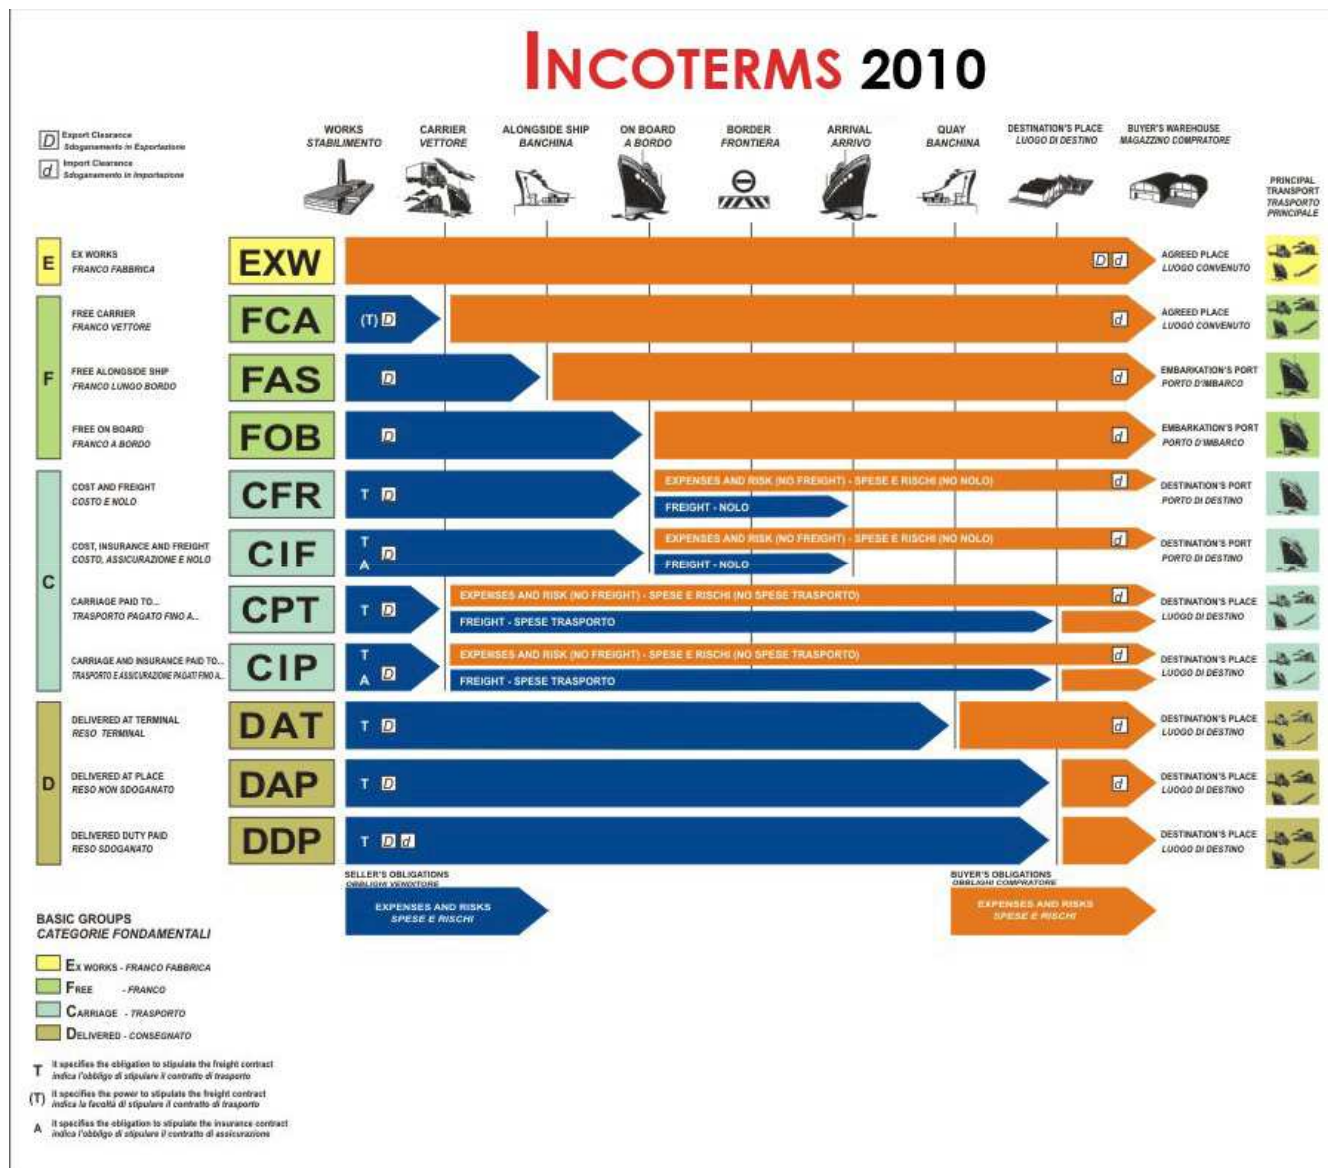 INCOTERMS 2010
D Export Clearance
Sdoganamento in Esportazione
d Import Clearance
Sdoganamento in Importazione
WORKS
STABILIMENTO
CARRIER
VETTORE
ALONGSIDE SHIP
BANCHINA
ON BOARD
A BORDO
BORDER
FRONTIERA
ARRIVAL
ARRIVO
QUAY
BANCHINA
DESTINATION'S PLACE
LUOGO DI DESTINO
BUYER'S WAREHOUSE
MAGAZZINO COMPRATORE
PRINCIPAL
TRANSPORT
TRASPORTO
PRINCIPALE
E
EX WORKS
FRANCO FABBRICA
EXW
D d
AGREED PLACE
LUOGO CONVENUTO
F
FREE CARRIER
FRANCO VETTORE
FCA
(T) D
d
AGREED PLACE
LUOGO CONVENUTO
FREE ALONGSIDE SHIP
FRANCO LUNGO BORDO
FAS
D
d
EMBARKATION'S PORT
PORTO D'IMBARCO
FREE ON BOARD
FRANCO A BORDO
FOB
D
d
EMBARKATION'S PORT
PORTO D'IMBARCO
C
COST AND FREIGHT
COSTO E NOLO
CFR
T D
EXPENSES AND RISK (NO FREIGHT) - SPESE E RISCHI (NO NOLO)
d
FREIGHT - NOLO
DESTINATION'S PORT
PORTO DI DESTINO
COST, INSURANCE AND FREIGHT
COSTO, ASSICURAZIONE E NOLO
CIF
T
D
A
EXPENSES AND RISK (NO FREIGHT) - SPESE E RISCHI (NO NOLO)
d
FREIGHT - NOLO
DESTINATION'S PORT
PORTO DI DESTINO
CARRIAGE PAID TO...
TRASPORTO PAGATO FINO A...
CPT
T D
EXPENSES AND RISK (NO FREIGHT) - SPESE E RISCHI (NO SPESE TRASPORTO)
d
FREIGHT - SPESE TRASPORTO
DESTINATION'S PLACE
LUOGO DI DESTINO
CARRIAGE AND INSURANCE PAID TO...
TRASPORTO E ASSICURAZIONE PAGATI FINO A...
CIP
T
D
A
EXPENSES AND RISK (NO FREIGHT) - SPESE E RISCHI (NO SPESE TRASPORTO)
d
FREIGHT - SPESE TRASPORTO
DESTINATION'S PLACE
LUOGO DI DESTINO
D
DELIVERED AT TERMINAL
RESO TERMINAL
DAT
T D
d
DESTINATION'S PLACE
LUOGO DI DESTINO
DELIVERED AT PLACE
RESO NON SDOGANATO
DAP
T D
d
DESTINATION'S PLACE
LUOGO DI DESTINO
DELIVERED DUTY PAID
RESO SDOGANATO
DDP
T D d
DESTINATION'S PLACE
LUOGO DI DESTINO
SELLER'S OBLIGATIONS
OBBLIGHI VENDITORE
EXPENSES AND RISKS
SPESE E RISCHI
BUYER'S OBLIGATIONS
OBBLIGHI COMPRATORE
EXPENSES AND RISKS
SPESE E RISCHI
BASIC GROUPS
CATEGORIE FONDAMENTALI
EX WORKS - FRANCO FABBRICA
FREE - FRANCO
CARRIAGE - TRASPORTO
DELIVERED - CONSEGNATO
T it specifies the obligation to stipulate the freight contract
indica l'obbligo di stipulare il contratto di trasporto
(T) it specifies the power to stipulate the freight contract
indica la facoltà di stipulare il contratto di trasporto
A it specifies the obligation to stipulate the insurance contract
indica l'obbligo di stipulare il contratto di assicurazione